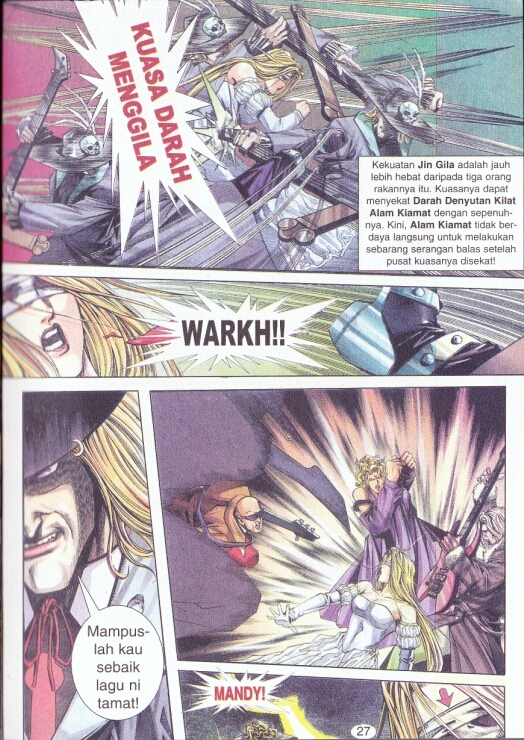 KUASA DARAH
MENGGILA
Kekuatan Jin Gila adalah jauh
lebih hebat daripada tiga orang
rakannya itu. Kuasanya dapat
menyekat Darah Denyutan Kilat
Alam Kiamat dengan sepenuh-
nya. Kini, Alam Kiamat tidak ber-
daya langsung untuk melakukan
sebarang serangan balas setelah
pusat kuasanya disekat!
WARKH!!
Mampus-
lah kau
sebaik
lagu ni
tamat!
MANDY!
27